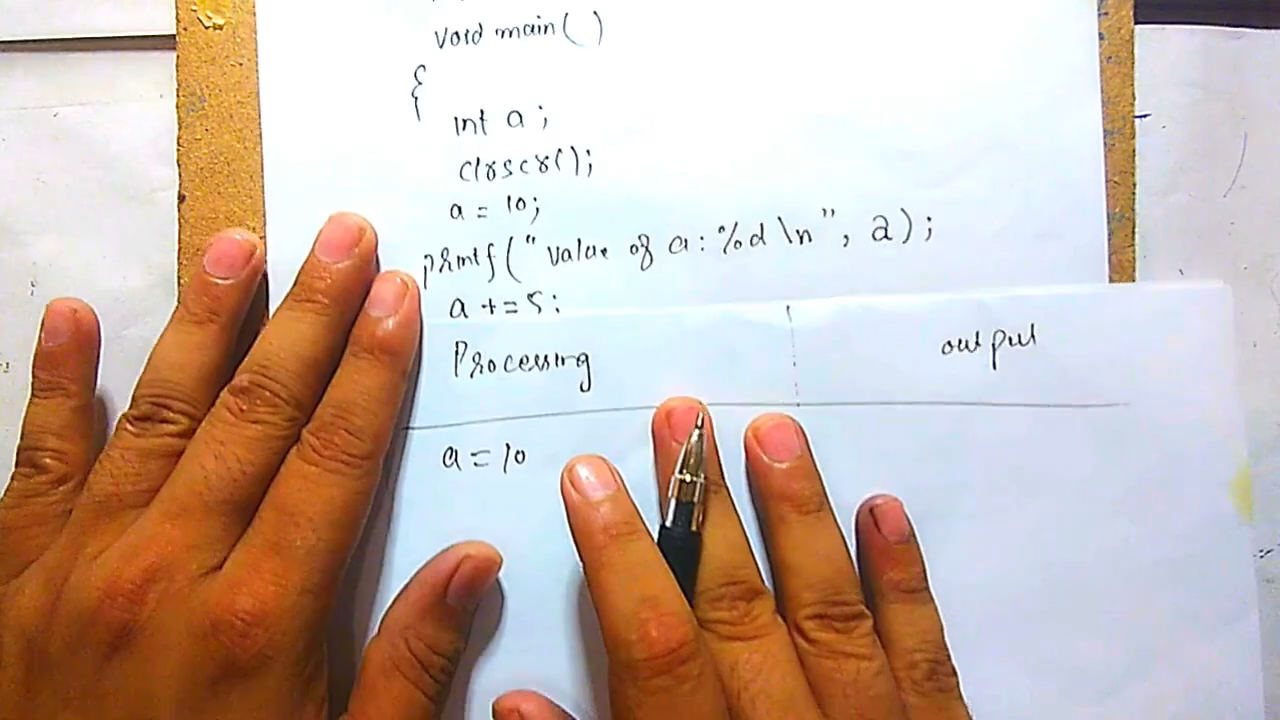 void main()
{
int a;
clrscr();
a = 10;
printf("value of a: %d \n", a);
a += 5;
Processing output
a = 10